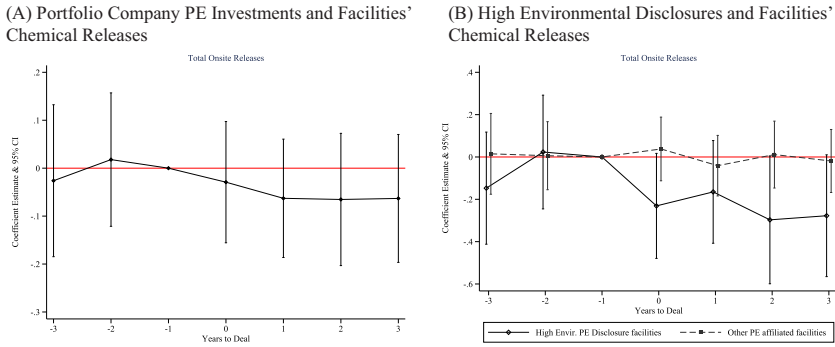 (A) Portfolio Company PE Investments and Facilities’
Chemical Releases
Total Onsite Releases
Coefficient Estimate & 95% CI
.2
.1
0
-.1
-.2
-.3
-3
-2
-1
0
1
2
3
Years to Deal
(B) High Environmental Disclosures and Facilities’
Chemical Releases
Total Onsite Releases
Coefficient Estimate & 95% CI
.4
.2
0
-.2
-.4
-.6
-3
-2
-1
0
1
2
3
Years to Deal
High Envir. PE Disclosure facilities
Other PE affiliated facilities